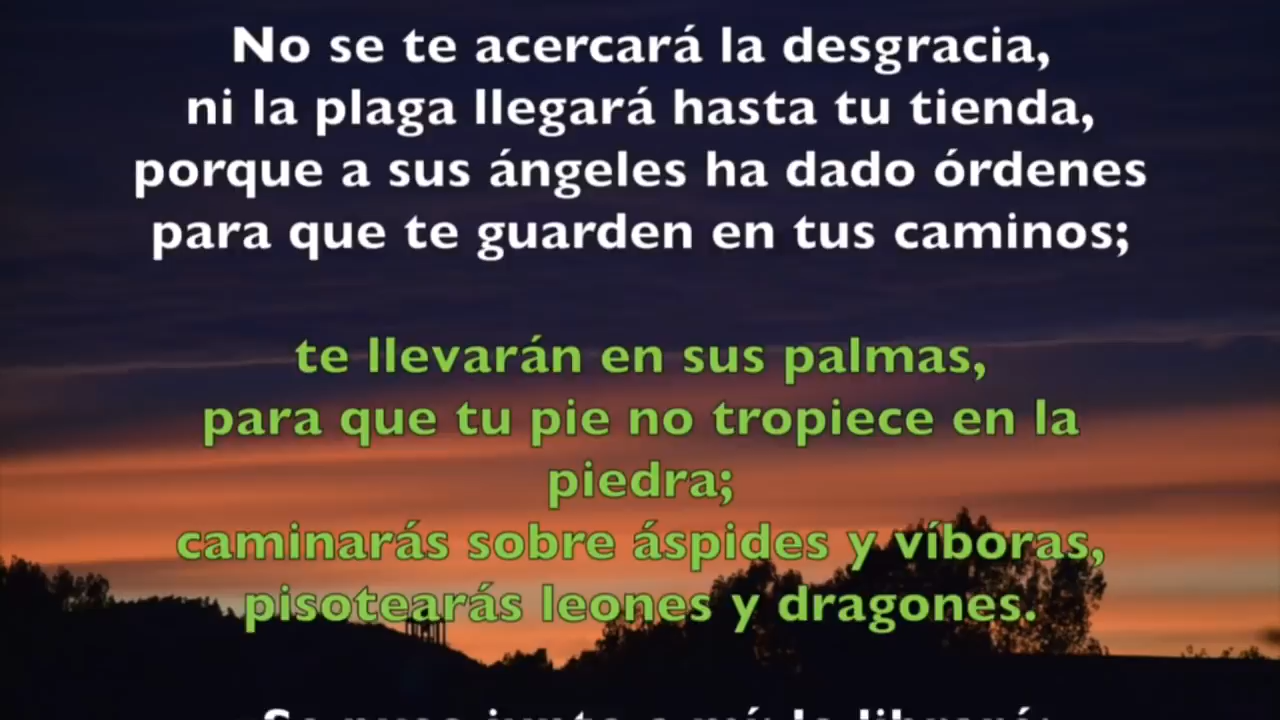 No se te acercará la desgracia,
ni la plaga llegará hasta tu tienda,
porque a sus ángeles ha dado órdenes
para que te guarden en tus caminos;
te llevarán en sus palmas,
para que tu pie no tropiece en la
piedra;
caminarás sobre áspides y víboras,
pisotearás leones y dragones.